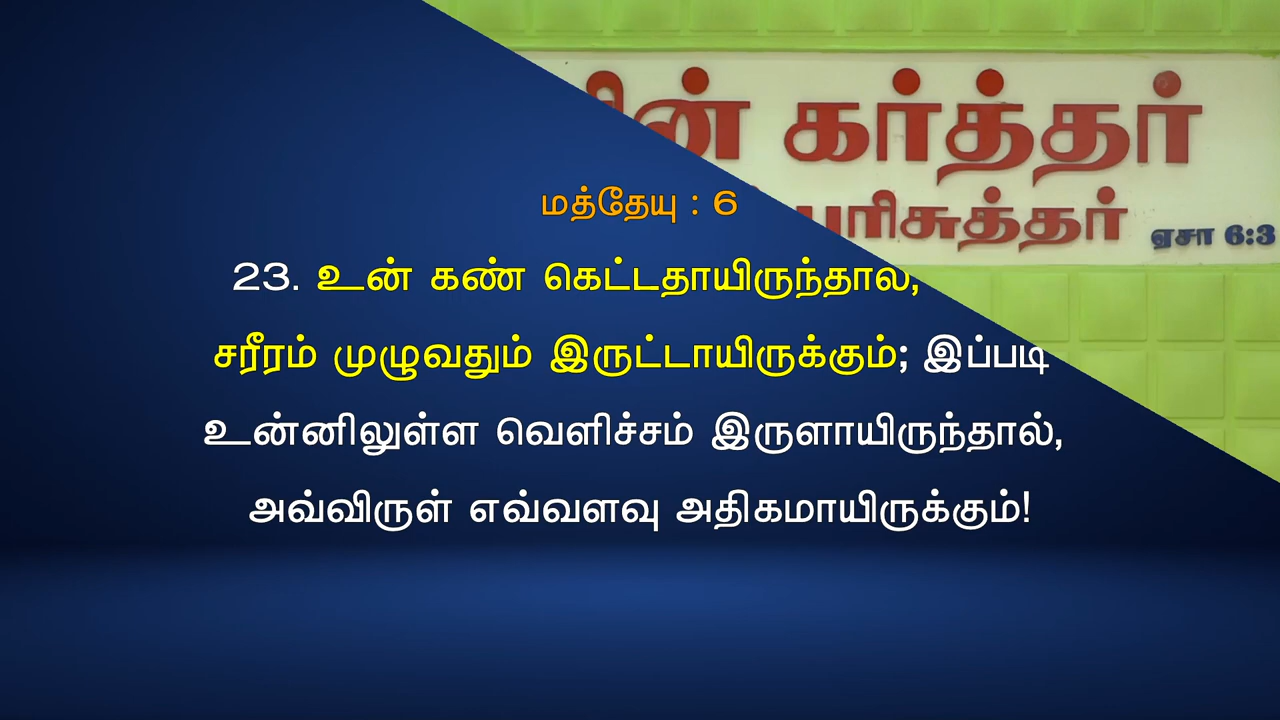 கர்த்தர்
பரிசுத்தர்
ஏசா 6:3
மத்தேயு : 6
23. உன் கண் கெட்டதாயிருந்தால்,
சரீரம் முழுவதும் இருட்டாயிருக்கும்; இப்படி
உன்னிலுள்ள வெளிச்சம் இருளாயிருந்தால்,
அவ்விருள் எவ்வளவு அதிகமாயிருக்கும்!